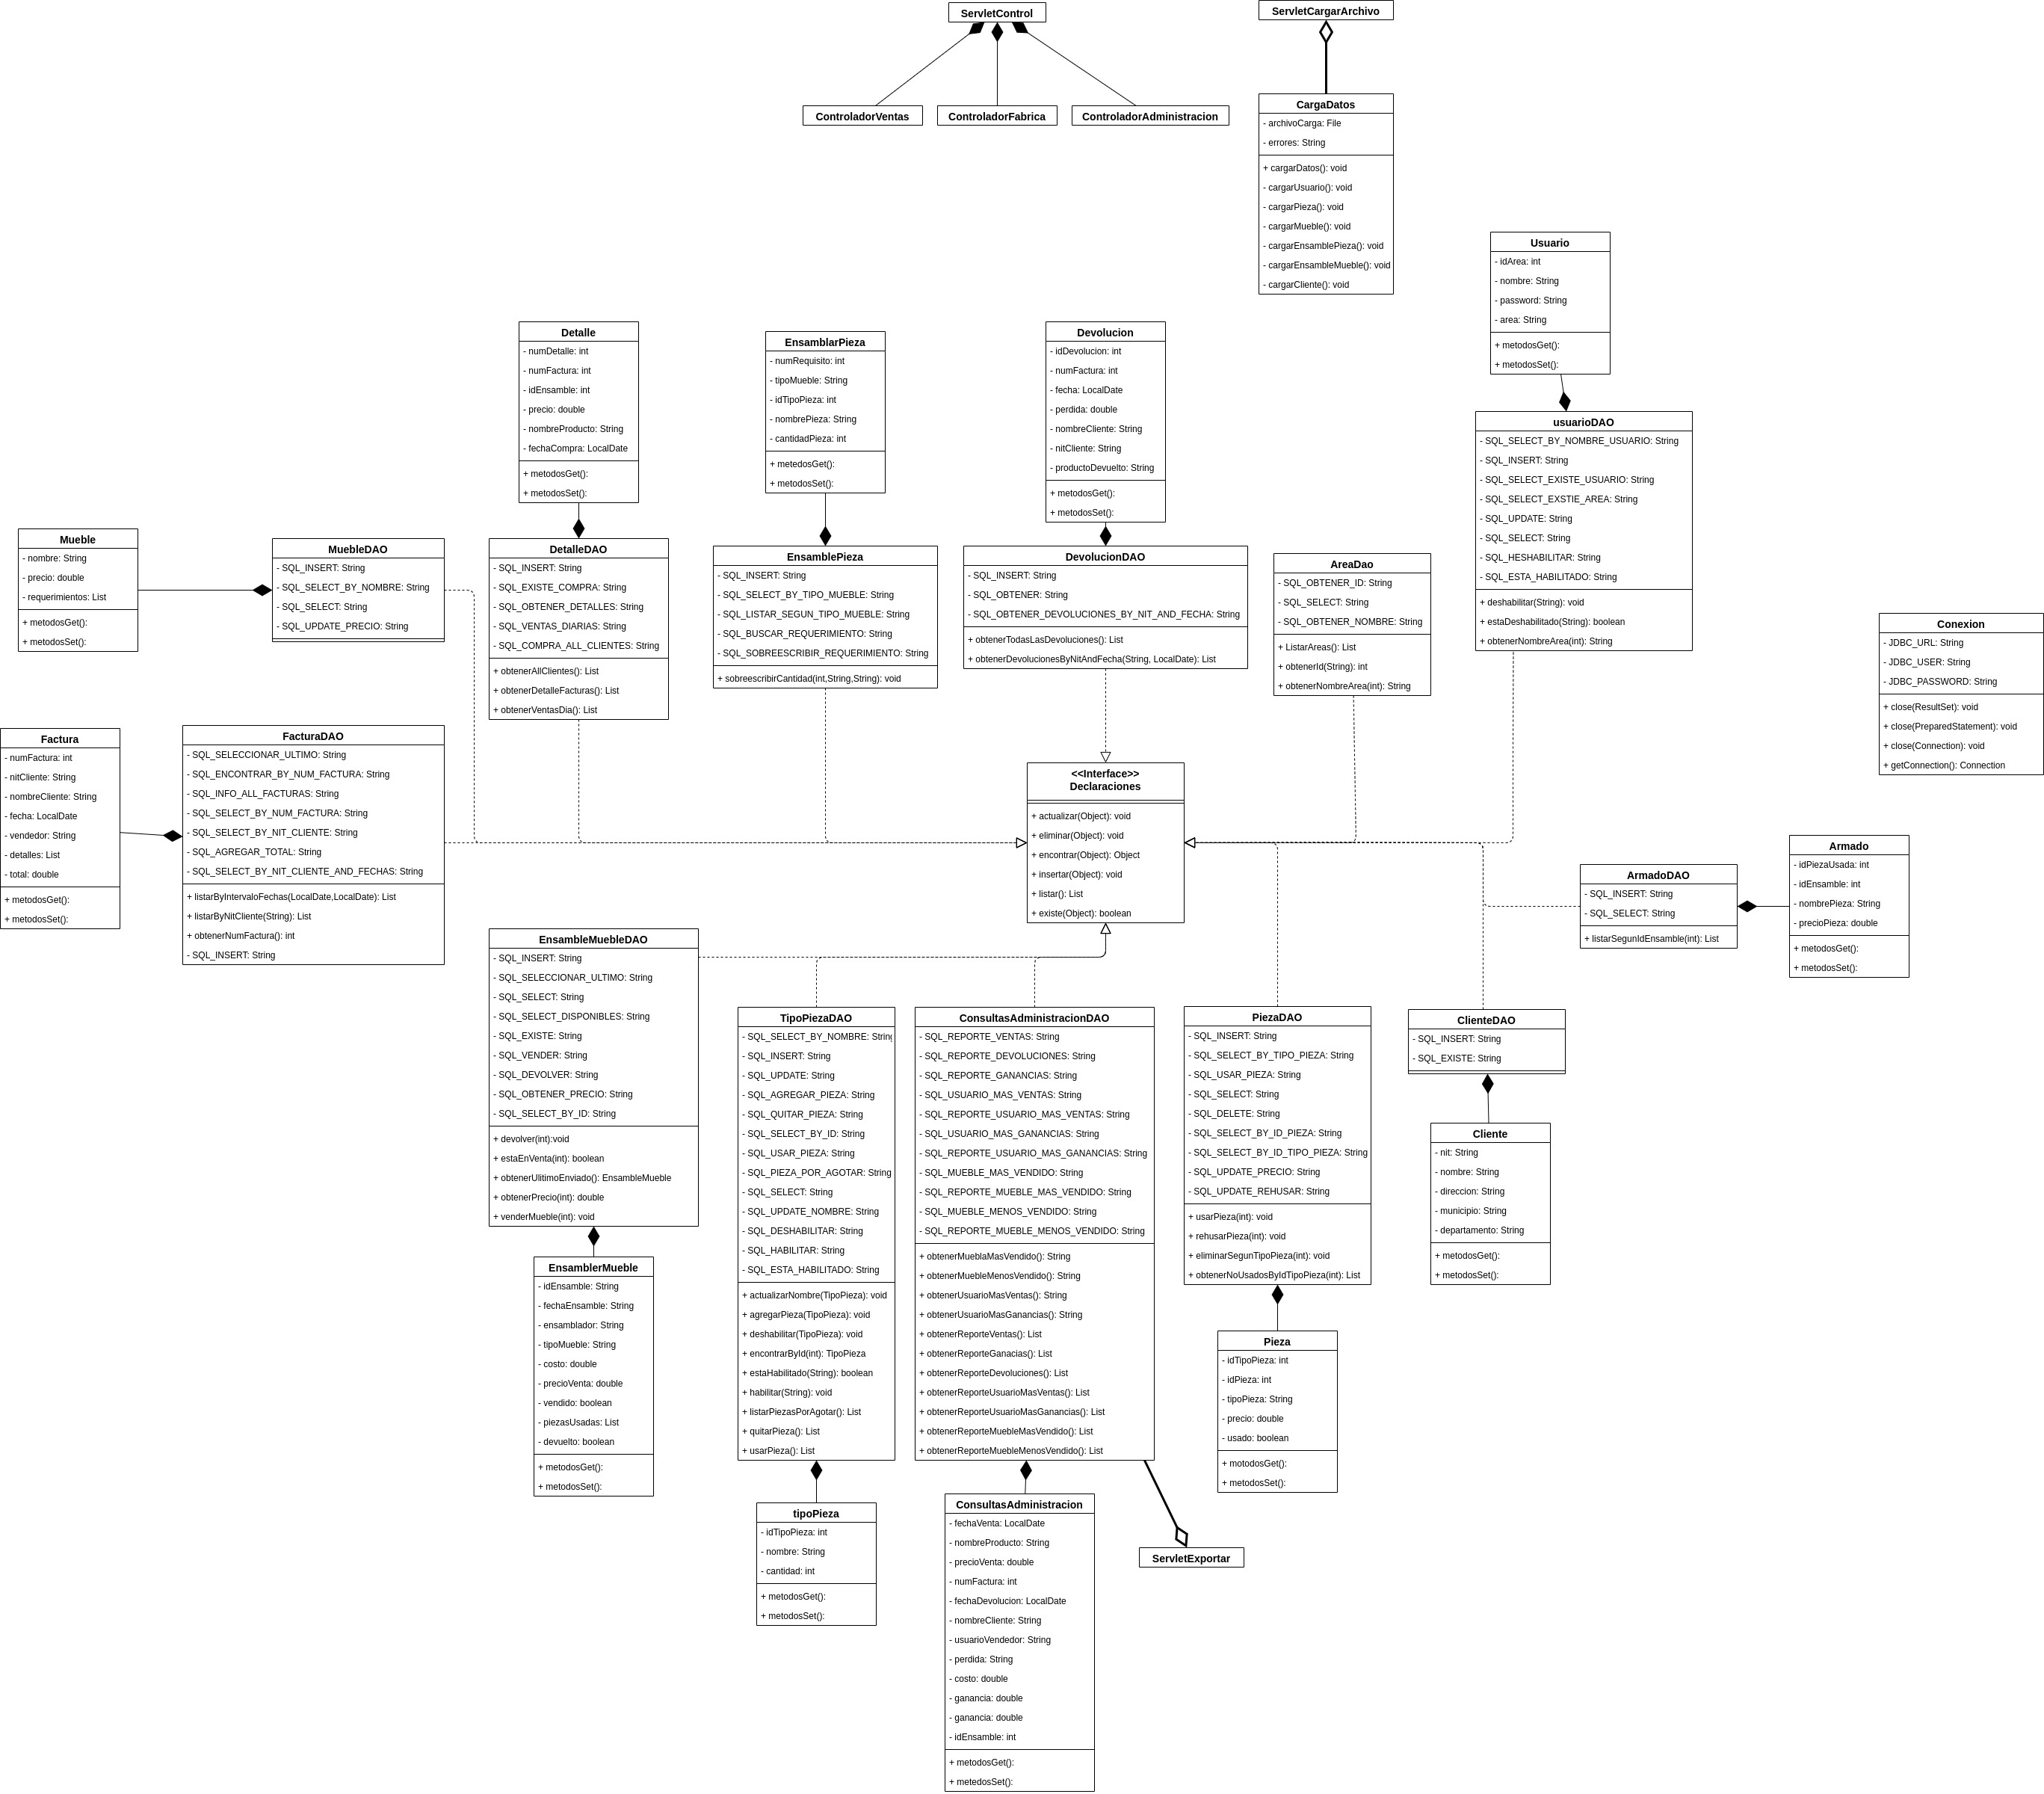 ServletControl
ServletCargarArchivo
ControladorVentas
ControladorFabrica
ControladorAdministracion
CargaDatos
- archivoCarga: File
- errores: String
+ cargarDatos(): void
- cargarUsuario(): void
- cargarPieza(): void
- cargarMueble(): void
- cargarEnsamblePieza(): void
- cargarEnsambleMueble(): void
- cargarCliente(): void
Usuario
- idArea: int
- nombre: String
- password: String
- area: String
+ metodosGet():
+ metodosSet():
Detalle
- numDetalle: int
- numFactura: int
- idEnsamble: int
- precio: double
- nombreProducto: String
- fechaCompra: LocalDate
+ metodosGet():
+ metodosSet():
EnsamblarPieza
- numRequisito: int
- tipoMueble: String
- idTipoPieza: int
- nombrePieza: String
- cantidadPieza: int
+ metedosGet():
+ metodosSet():
Devolucion
- idDevolucion: int
- numFactura: int
- fecha: LocalDate
- perdida: double
- nombreCliente: String
- nitCliente: String
- productoDevuelto: String
+ metodosGet():
+ metodosSet():
usuarioDAO
- SQL_SELECT_BY_NOMBRE_USUARIO: String
- SQL_INSERT: String
- SQL_SELECT_EXISTE_USUARIO: String
- SQL_SELECT_EXSTIE_AREA: String
- SQL_UPDATE: String
- SQL_SELECT: String
- SQL_HESHABILITAR: String
- SQL_ESTA_HABILITADO: String
+ deshabilitar(String): void
+ estaDeshabilitado(String): boolean
+ obtenerNombreArea(int): String
Mueble
- nombre: String
- precio: double
- requerimientos: List
+ metodosGet():
+ metodosSet():
MuebleDAO
- SQL_INSERT: String
- SQL_SELECT_BY_NOMBRE: String
- SQL_SELECT: String
- SQL_UPDATE_PRECIO: String
DetalleDAO
- SQL_INSERT: String
- SQL_EXISTE_COMPRA: String
- SQL_OBTENER_DETALLES: String
- SQL_VENTAS_DIARIAS: String
- SQL_COMPRA_ALL_CLIENTES: String
+ obtenerAllClientes(): List
+ obtenerDetalleFacturas(): List
+ obtenerVentasDia(): List
EnsamblePieza
- SQL_INSERT: String
- SQL_SELECT_BY_TIPO_MUEBLE: String
- SQL_LISTAR_SEGUN_TIPO_MUEBLE: String
- SQL_BUSCAR_REQUERIMIENTO: String
- SQL_SOBREESCRIBIR_REQUERIMIENTO: String
+ sobreescribirCantidad(int,String,String): void
DevolucionDAO
- SQL_INSERT: String
- SQL_OBTENER: String
- SQL_OBTENER_DEVOLUCIONES_BY_NIT_AND_FECHA: String
+ obtenerTodasLasDevoluciones(): List
+ obtenerDevolucionesByNitAndFecha(String, LocalDate): List
AreaDao
- SQL_OBTENER_ID: String
- SQL_SELECT: String
- SQL_OBTENER_NOMBRE: String
+ ListarAreas(): List
+ obtenerId(String): int
+ obtenerNombreArea(int): String
Conexion
- JDBC_URL: String
- JDBC_USER: String
- JDBC_PASSWORD: String
+ close(ResultSet): void
+ close(PreparedStatement): void
+ close(Connection): void
+ getConnection(): Connection
Factura
- numFactura: int
- nitCliente: String
- nombreCliente: String
- fecha: LocalDate
- vendedor: String
- detalles: List
- total: double
+ metodosGet():
+ metodosSet():
FacturaDAO
- SQL_SELECCIONAR_ULTIMO: String
- SQL_ENCONTRAR_BY_NUM_FACTURA: String
- SQL_INFO_ALL_FACTURAS: String
- SQL_SELECT_BY_NUM_FACTURA: String
- SQL_SELECT_BY_NIT_CLIENTE: String
- SQL_AGREGAR_TOTAL: String
- SQL_SELECT_BY_NIT_CLIENTE_AND_FECHAS: String
+ listarByIntervaloFechas(LocalDate,LocalDate): List
+ listarByNitCliente(String): List
+ obtenerNumFactura(): int
- SQL_INSERT: String
<<Interface>>
Declaraciones
+ actualizar(Object): void
+ eliminar(Object): void
+ encontrar(Object): Object
+ insertar(Object): void
+ listar(): List
+ existe(Object): boolean
ArmadoDAO
- SQL_INSERT: String
- SQL_SELECT: String
+ listarSegunIdEnsamble(int): List
Armado
- idPiezaUsada: int
- idEnsamble: int
- nombrePieza: String
- precioPieza: double
+ metodosGet():
+ metodosSet():
EnsambleMuebleDAO
- SQL_INSERT: String
- SQL_SELECCIONAR_ULTIMO: String
- SQL_SELECT: String
- SQL_SELECT_DISPONIBLES: String
- SQL_EXISTE: String
- SQL_VENDER: String
- SQL_DEVOLVER: String
- SQL_OBTENER_PRECIO: String
- SQL_SELECT_BY_ID: String
+ devolver(int):void
+ estaEnVenta(int): boolean
+ obtenerUlitimoEnviado(): EnsambleMueble
+ obtenerPrecio(int): double
+ venderMueble(int): void
TipoPiezaDAO
- SQL_SELECT_BY_NOMBRE: String
- SQL_INSERT: String
- SQL_UPDATE: String
- SQL_AGREGAR_PIEZA: String
- SQL_QUITAR_PIEZA: String
- SQL_SELECT_BY_ID: String
- SQL_USAR_PIEZA: String
- SQL_PIEZA_POR_AGOTAR: String
- SQL_SELECT: String
- SQL_UPDATE_NOMBRE: String
- SQL_DESHABILITAR: String
- SQL_HABILITAR: String
- SQL_ESTA_HABILITADO: String
+ actualizarNombre(TipoPieza): void
+ agregarPieza(TipoPieza): void
+ deshabilitar(TipoPieza): void
+ encontrarById(int): TipoPieza
+ estaHabilitado(String): boolean
+ habilitar(String): void
+ listarPiezasPorAgotar(): List
+ quitarPieza(): List
+ usarPieza(): List
ConsultasAdministracionDAO
- SQL_REPORTE_VENTAS: String
- SQL_REPORTE_DEVOLUCIONES: String
- SQL_REPORTE_GANANCIAS: String
- SQL_USUARIO_MAS_VENTAS: String
- SQL_REPORTE_USUARIO_MAS_VENTAS: String
- SQL_USUARIO_MAS_GANANCIAS: String
- SQL_REPORTE_USUARIO_MAS_GANANCIAS: String
- SQL_MUEBLE_MAS_VENDIDO: String
- SQL_REPORTE_MUEBLE_MAS_VENDIDO: String
- SQL_MUEBLE_MENOS_VENDIDO: String
- SQL_REPORTE_MUEBLE_MENOS_VENDIDO: String
+ obtenerMueblaMasVendido(): String
+ obtenerMuebleMenosVendido(): String
+ obtenerUsuarioMasVentas(): String
+ obtenerUsuarioMasGanancias(): String
+ obtenerReporteVentas(): List
+ obtenerReporteGanacias(): List
+ obtenerReporteDevoluciones(): List
+ obtenerReporteUsuarioMasVentas(): List
+ obtenerReporteUsuarioMasGanancias(): List
+ obtenerReporteMuebleMasVendido(): List
+ obtenerReporteMuebleMenosVendido(): List
PiezaDAO
- SQL_INSERT: String
- SQL_SELECT_BY_TIPO_PIEZA: String
- SQL_USAR_PIEZA: String
- SQL_SELECT: String
- SQL_DELETE: String
- SQL_SELECT_BY_ID_PIEZA: String
- SQL_SELECT_BY_ID_TIPO_PIEZA: String
- SQL_UPDATE_PRECIO: String
- SQL_UPDATE_REHUSAR: String
+ usarPieza(int): void
+ rehusarPieza(int): void
+ eliminarSegunTipoPieza(int): void
+ obtenerNoUsadosByIdTipoPieza(int): List
ClienteDAO
- SQL_INSERT: String
- SQL_EXISTE: String
Cliente
- nit: String
- nombre: String
- direccion: String
- municipio: String
- departamento: String
+ metodosGet():
+ metodosSet():
EnsamblerMueble
- idEnsamble: String
- fechaEnsamble: String
- ensamblador: String
- tipoMueble: String
- costo: double
- precioVenta: double
- vendido: boolean
- piezasUsadas: List
- devuelto: boolean
+ metodosGet():
+ metodosSet():
Pieza
- idTipoPieza: int
- idPieza: int
- tipoPieza: String
- precio: double
- usado: boolean
+ motodosGet():
+ metodosSet():
tipoPieza
- idTipoPieza: int
- nombre: String
- cantidad: int
+ metodosGet():
+ metodosSet():
ConsultasAdministracion
- fechaVenta: LocalDate
- nombreProducto: String
- precioVenta: double
- numFactura: int
- fechaDevolucion: LocalDate
- nombreCliente: String
- usuarioVendedor: String
- perdida: String
- costo: double
- ganancia: double
- ganancia: double
- idEnsamble: int
+ metodosGet():
+ metedosSet():
ServletExportar